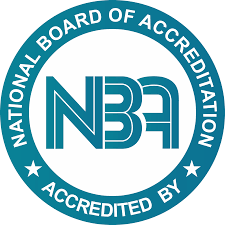 NATIONAL BOARD OF ACCREDITATION
NBA
ACCREDITED BY